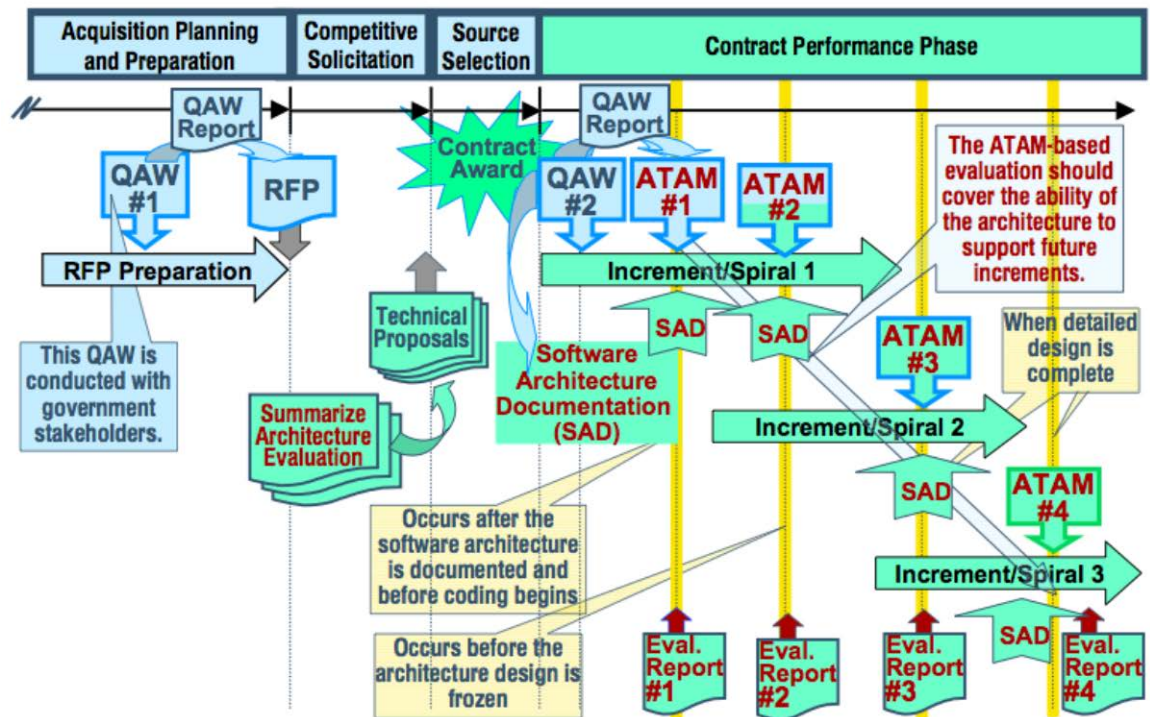 Acquisition Planning
and Preparation
Competitive
Solicitation
Source
Selection
Contract Performance Phase
QAW
Report
QAW
#1
RFP
RFP Preparation
This QAW is
conducted with
government
stakeholders.
Contract
Award
Technical
Proposals
Summarize
Architecture
Evaluation
QAW
Report
QAW
#2
ATAM
#1
ATAM
#2
The ATAM-based
evaluation should
cover the ability of
the architecture to
support future
increments.
Increment/Spiral 1
SAD
SAD
Software
Architecture
Documentation
(SAD)
ATAM
#3
When detailed
design is
complete
Increment/Spiral 2
SAD
ATAM
#4
Occurs after the
software architecture
is documented and
before coding begins
Increment/Spiral 3
SAD
Occurs before the
architecture design is
frozen
Eval.
Report
#1
Eval.
Report
#2
Eval.
Report
#3
Eval.
Report
#4